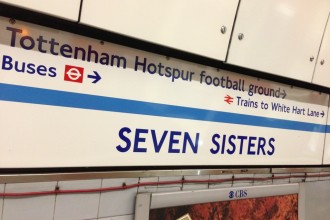 Tottenham Hotspur football ground→
Buses →
Trains to White Hart Lane→
SEVEN SISTERS
CBS